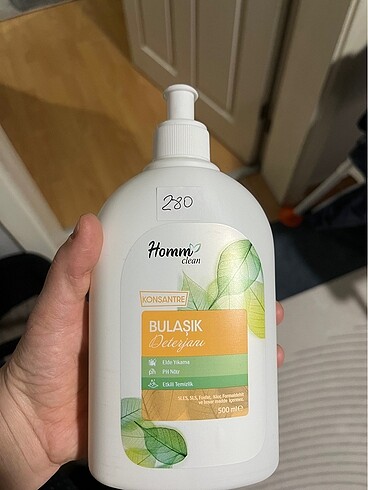 280
Homm
clean
KONSANTRE
BULAŞIK
Deterjanı
Elde Yıkama
PH Nötr
Etkili Temizlik
500 ml e